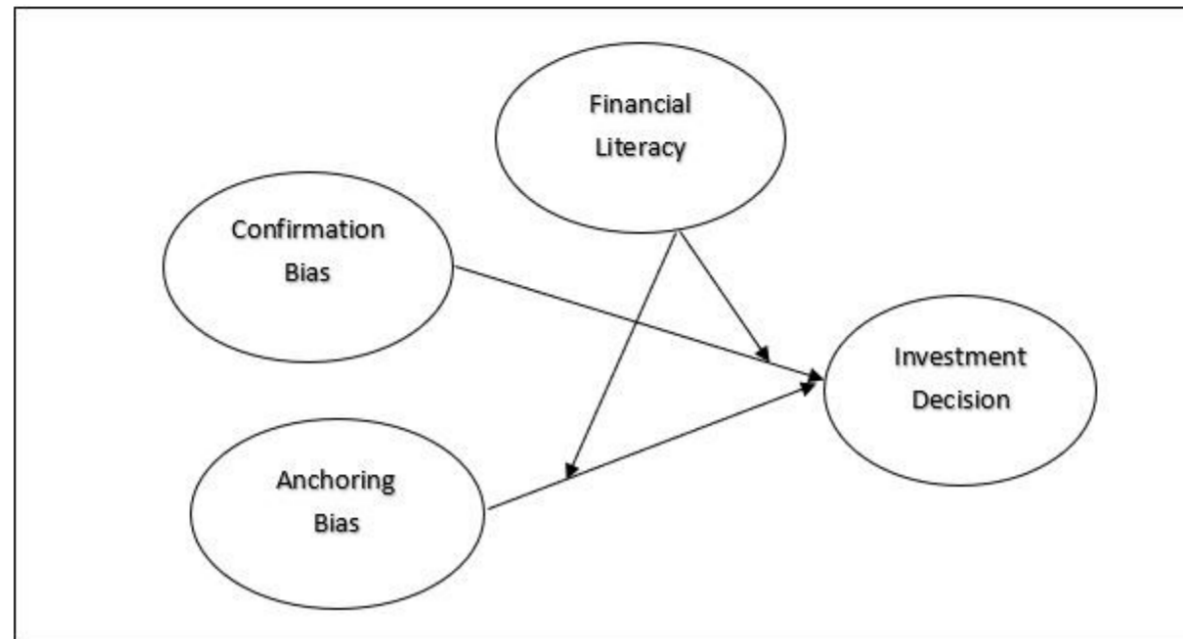 Financial
Literacy
Confirmation
Bias
Investment
Decision
Anchoring
Bias